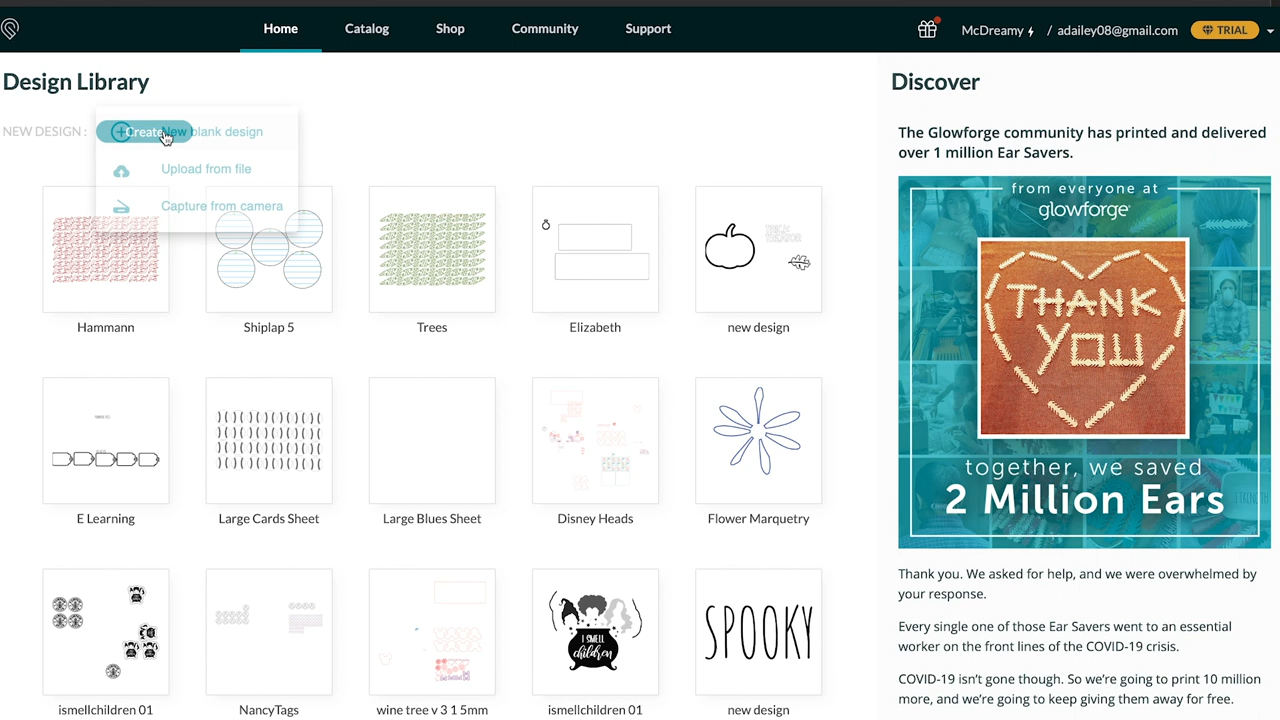 Home
Catalog
Shop
Community
Support
McDreamy
/ adailey08@gmail.com
TRIAL
Design Library
NEW DESIGN :
Create
New blank design
Upload from file
Capture from camera
Hammann
Shiplap 5
Trees
Elizabeth
new design
E Learning
Large Cards Sheet
Large Blues Sheet
Disney Heads
Flower Marquetry
I SMELL
children
SPOOKY
ismellchildren 01
NancyTags
wine tree v 3 1 5mm
ismellchildren 01
new design
Discover
The Glowforge community has printed and delivered
over 1 million Ear Savers.
from everyone at
glowforge
THANK
YOU
together, we saved
2 Million Ears
Thank you. We asked for help, and we were overwhelmed by
your response.
Every single one of those Ear Savers went to an essential
worker on the front lines of the COVID-19 crisis.
COVID-19 isn't gone though. So we're going to print 10 million
more, and we're going to keep giving them away for free.